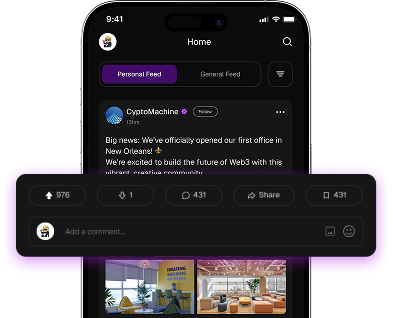 9:41
Home
Personal Feed
General Feed
CyptoMachine
Follow
13hrs
Big news: We've officially opened our first office in
New Orleans! ⚜️
We're excited to build the future of Web3 with this
vibrant, creative community
976
1
431
Share
431
Add a comment...
CREATING
BUILDING